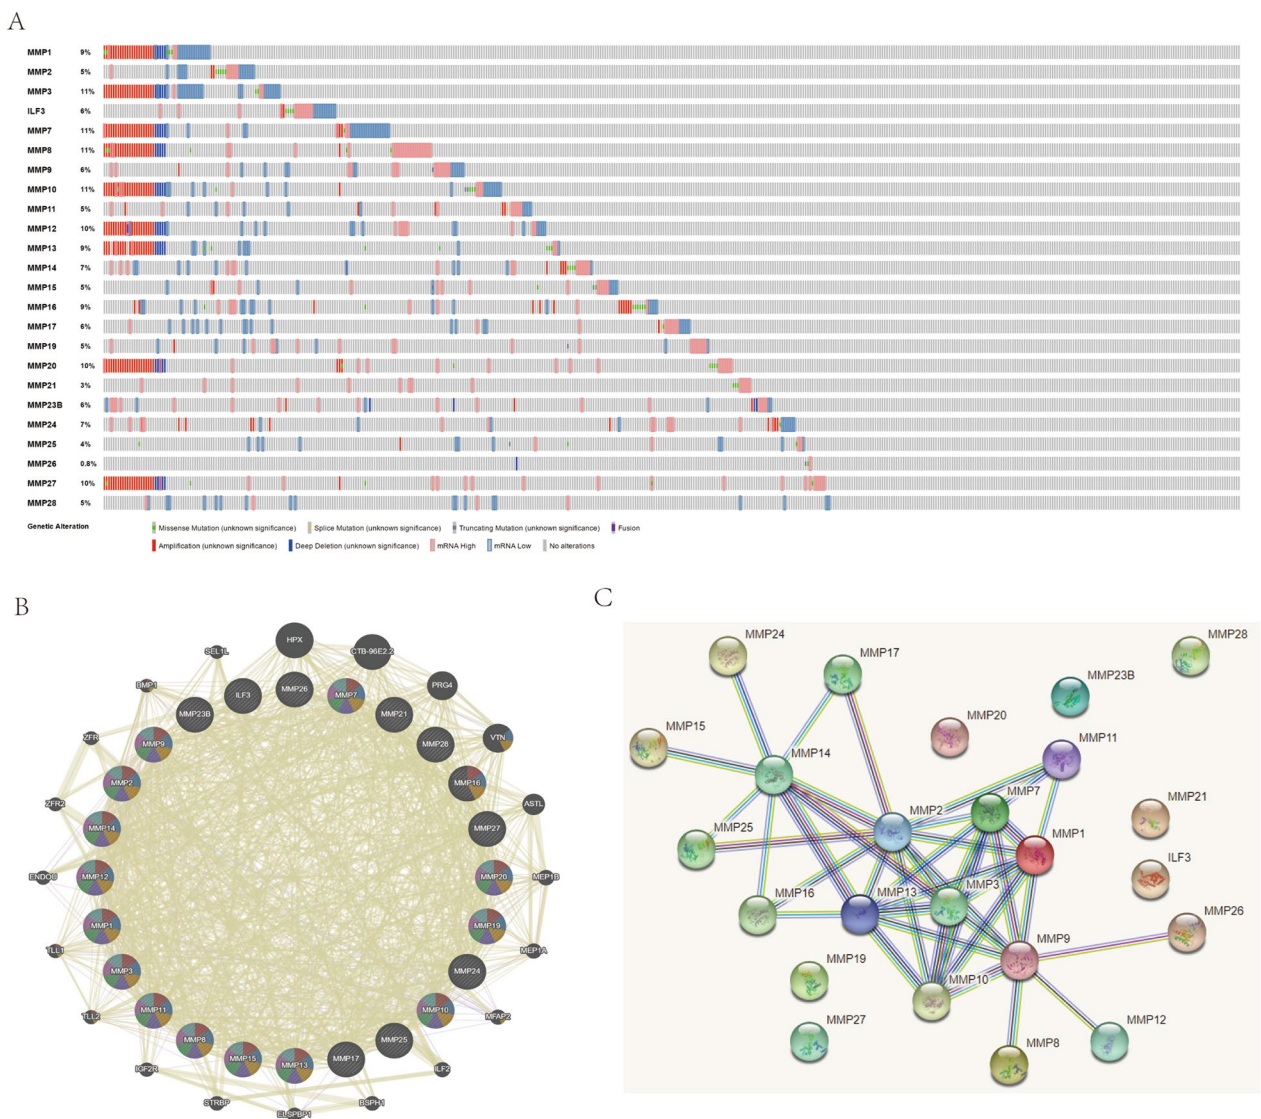 A
MMP1 9%
MMP2 5%
MMP3 11%
ILF3 6%
MMP7 11%
MMP8 11%
MMP9 6%
MMP10 11%
MMP11 5%
MMP12 10%
MMP13 9%
MMP14 7%
MMP15 5%
MMP16 9%
MMP17 6%
MMP19 5%
MMP20 10%
MMP21 3%
MMP23B 6%
MMP24 7%
MMP25 4%
MMP26 0.8%
MMP27 10%
MMP28 5%
Genetic Alteration
Missense Mutation (unknown significance) Splice Mutation (unknown significance) Truncating Mutation (unknown significance) Fusion
Amplification (unknown significance) Deep Deletion (unknown significance) mRNA High mRNA Low No alterations
B
HPX
CTB-96E2.2
SEL1L
BMP1
PRG4
ILF3
MMP26
MMP7
MMP23B
MMP21
ZFR
MMP9
MMP28
VTN
MMP2
MMP16
ZFR2
ASTL
MMP14
MMP27
ENDOU
MMP12
MMP20
MEP1B
MMP1
MMP19
TLL1
MEP1A
MMP3
MMP24
TLL2
MMP11
MMP10
MFAP2
MMP8
MMP25
MMP15
MMP13
MMP17
IGF2R
ILF2
STRBP
BSPH1
ELSPBP1
C
MMP24
MMP28
MMP17
MMP23B
MMP15
MMP20
MMP11
MMP14
MMP7
MMP21
MMP2
MMP1
MMP25
ILF3
MMP16
MMP13
MMP3
MMP26
MMP9
MMP19
MMP10
MMP27
MMP12
MMP8